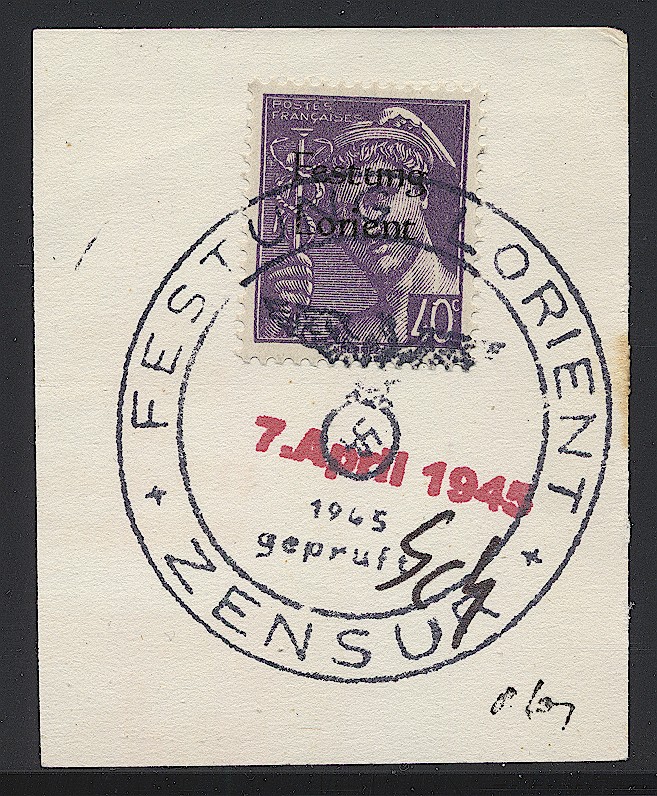 POSTES
FRANÇAISES
Festung
Lorient
40c
FESTUNG LORIENT
7. April 1945
1945
geprüft
* ZENSUR *